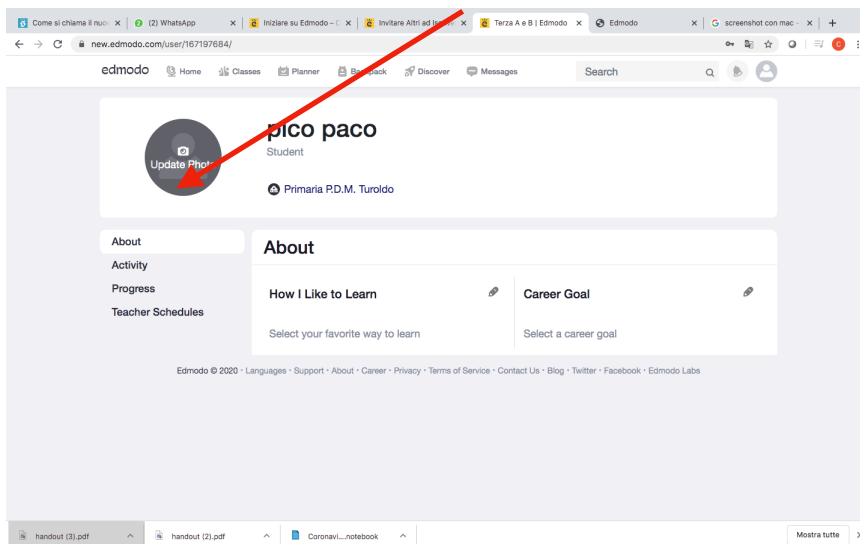 Come si chiama il nuo
(2) WhatsApp
Iniziare su Edmodo –
Invitare Altri ad Is
Terza A e B | Edmodo
Edmodo
screenshot con mac -
new.edmodo.com/user/167197684/
edmodo Home Classes Planner Backpack Discover Messages Search
pico paco
Student
Update Photo
Primaria P.D.M. Turoldo
About
Activity
Progress
Teacher Schedules
About
How I Like to Learn
Select your favorite way to learn
Career Goal
Select a career goal
Edmodo © 2020 · Languages · Support · About · Career · Privacy · Terms of Service · Contact Us · Blog · Twitter · Facebook · Edmodo Labs
handout (3).pdf
handout (2).pdf
Coronavi....notebook
Mostra tutte